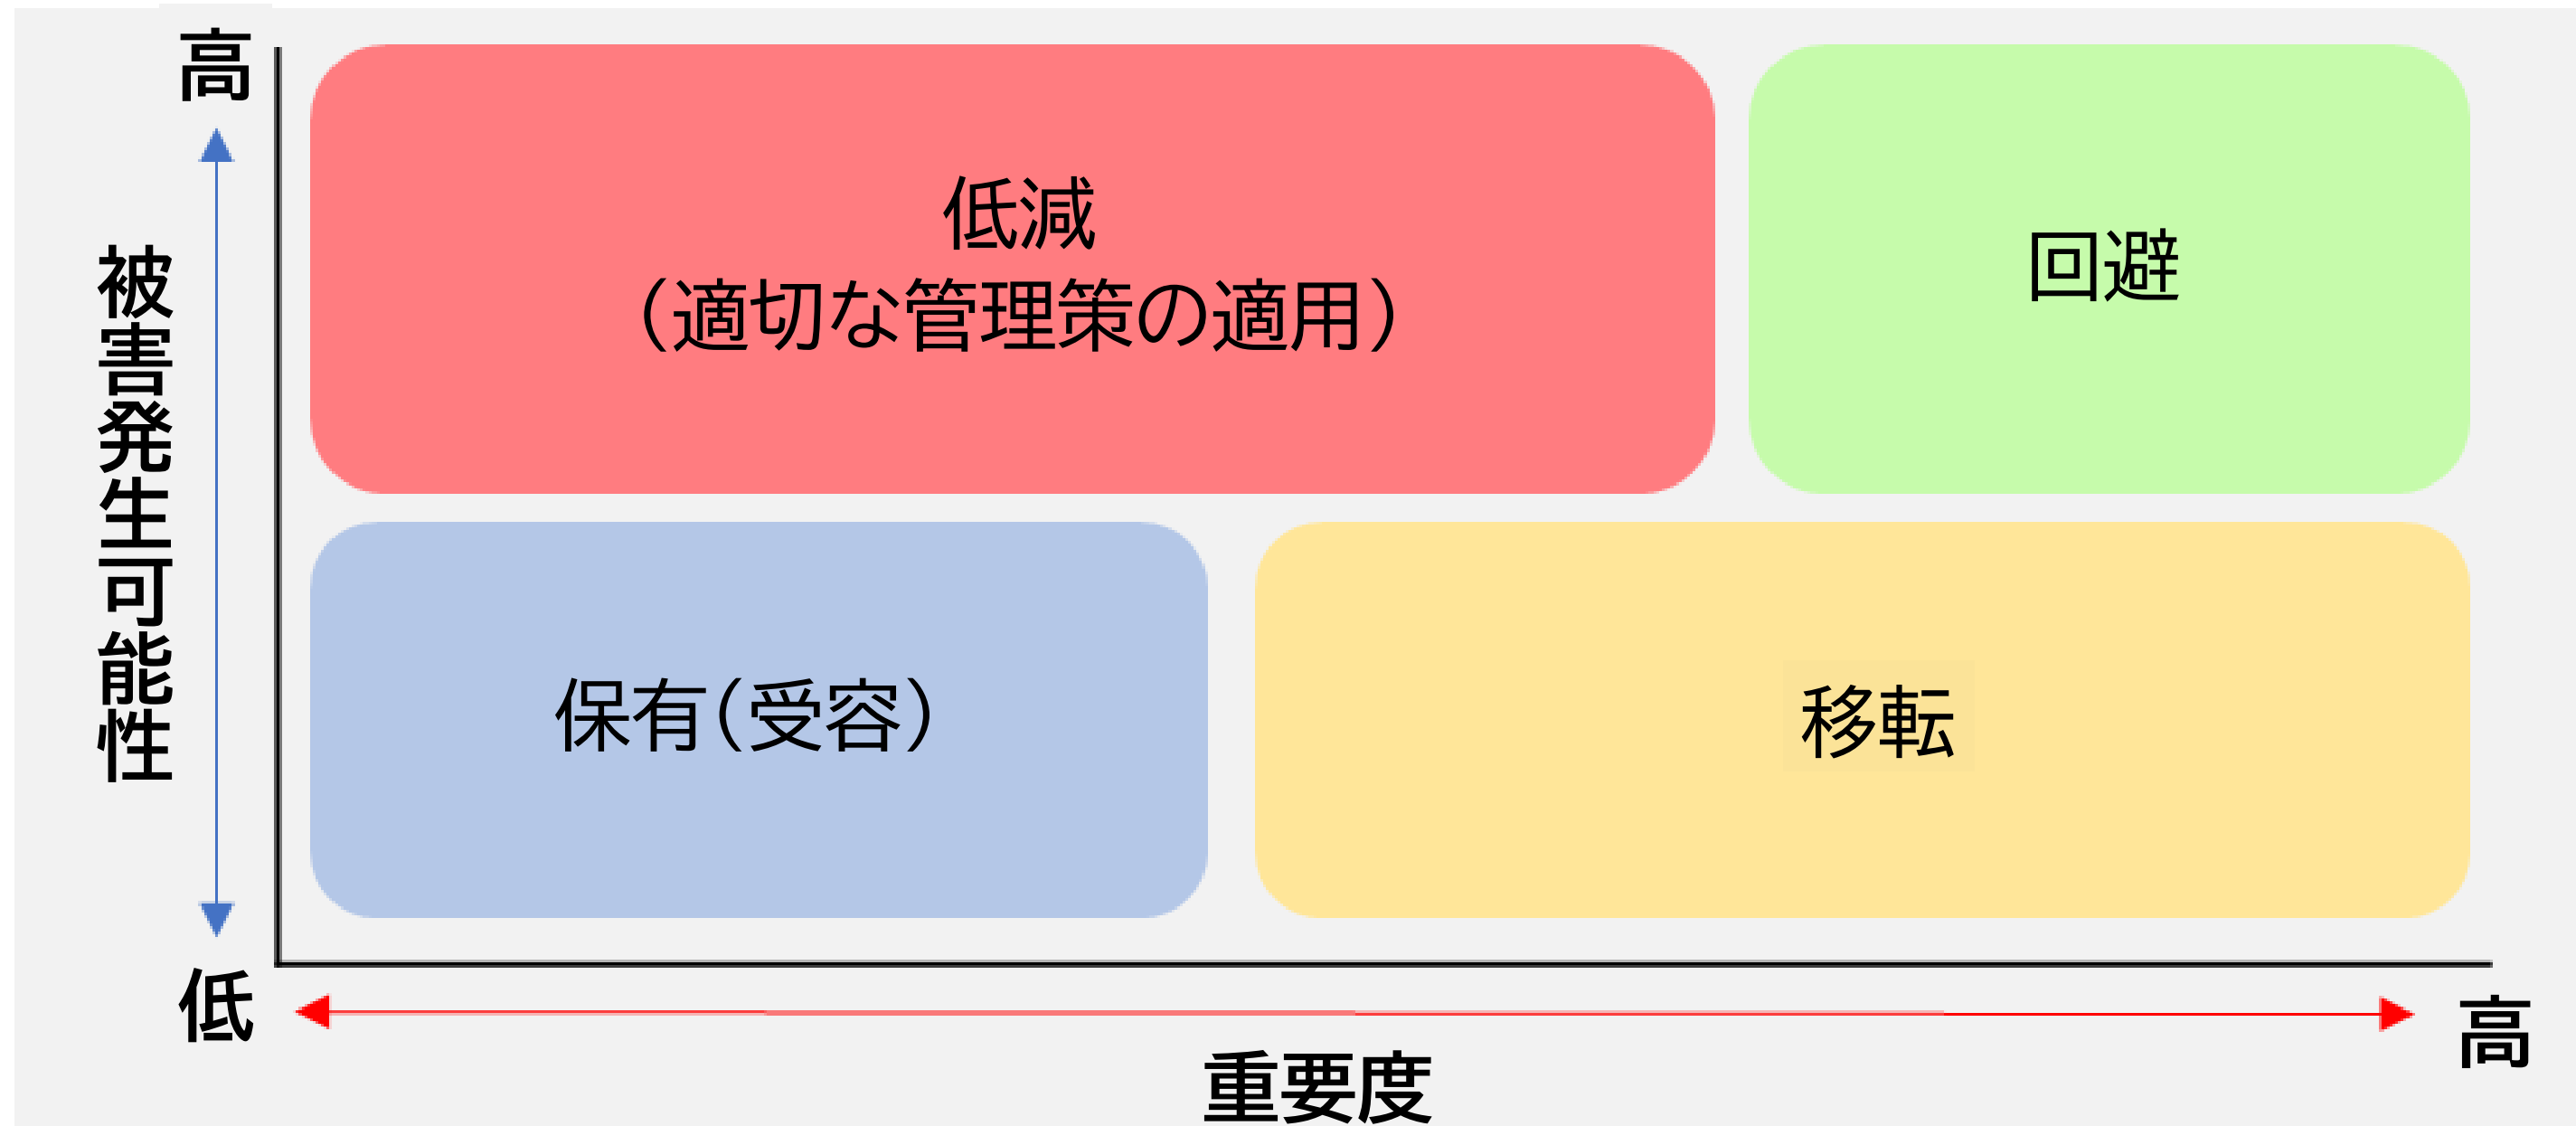 高
被害発生可能性
低
低減
（適切な管理策の適用）
回避
保有（受容）
移転
高
重要度